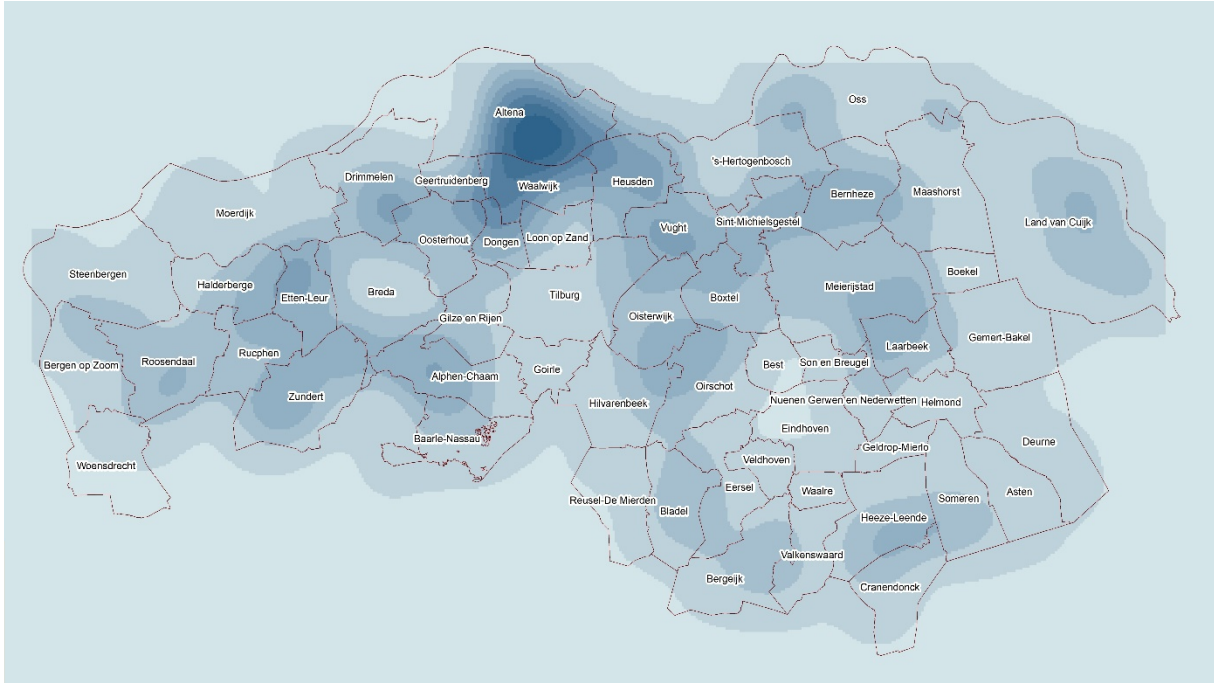 Altena
Oss
's-Hertogenbosch
Drimmelen
Geertruidenberg
Waalwijk
Heusden
Bernheze
Maashorst
Moerdijk
Land van Cuijk
Vught
Sint-Michielsgestel
Oosterhout
Dongen
Loon op Zand
Steenbergen
Boekel
Halderberge
Etten-Leur
Breda
Tilburg
Boxtel
Meierijstad
Gilze en Rijen
Oisterwijk
Gemert-Bakel
Laarbeek
Rucphen
Roosendaal
Bergen op Zoom
Best
Son en Breugel
Goirle
Alphen-Chaam
Oirschot
Zundert
Hilvarenbeek
Nuenen Gerwen en Nederwetten
Helmond
Eindhoven
Baarle-Nassau
Deurne
Geldrop-Mierlo
Woensdrecht
Veldhoven
Eersel
Waalre
Asten
Reusel-De Mierden
Someren
Bladel
Heeze-Leende
Valkenswaard
Bergeijk
Cranendonck